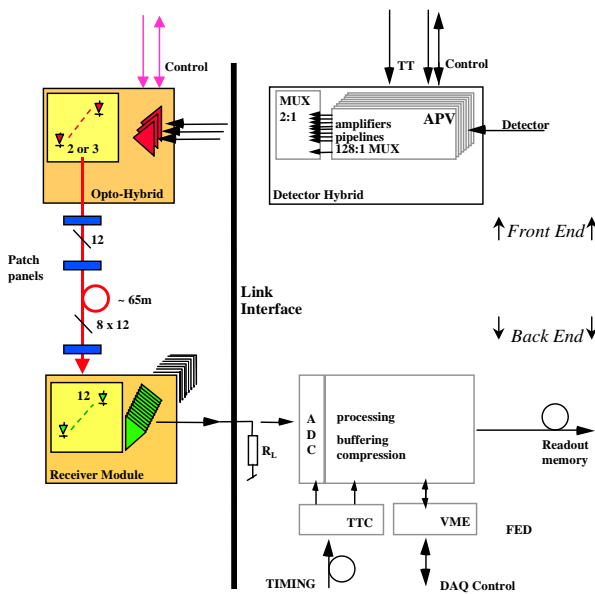 Control
TT
Control
MUX
2:1
APV
amplifiers
pipelines
128:1 MUX
Detector
2 or 3
Opto-Hybrid
Detector Hybrid
Front End
12
Patch
panels
~ 65m
Link
Interface
8 x 12
Back End
12
Receiver Module
R_L
A
D
C
processing
buffering
compression
Readout
memory
TTC
VME
FED
TIMING
DAQ Control